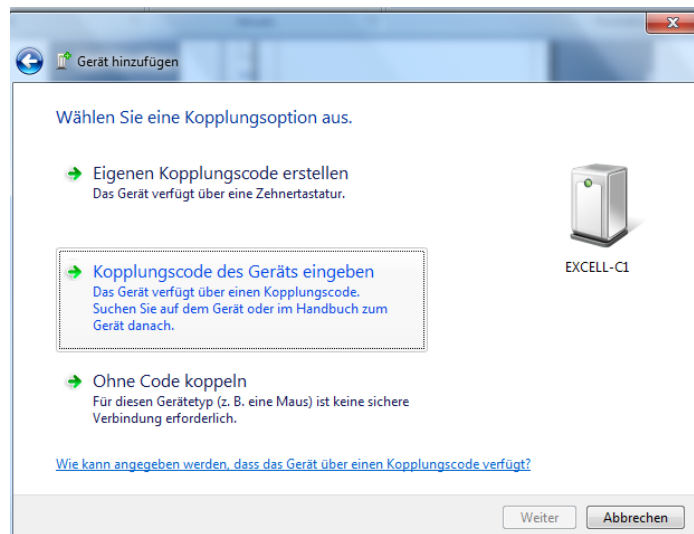 Gerät hinzufügen
Wählen Sie eine Kopplungsoption aus.
Eigenen Kopplungscode erstellen
Das Gerät verfügt über eine Zehnertastatur.
Kopplungscode des Geräts eingeben
Das Gerät verfügt über einen Kopplungscode.
Suchen Sie auf dem Gerät oder im Handbuch zum
Gerät danach.
EXCELL-C1
Ohne Code koppeln
Für diesen Gerätetyp (z. B. eine Maus) ist keine sichere
Verbindung erforderlich.
Wie kann angegeben werden, dass das Gerät über einen Kopplungscode verfügt?
Weiter
Abbrechen